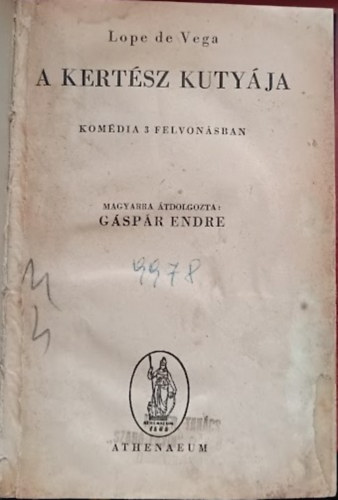 Lope de Vega
A KERTÉSZ KUTYÁJA
KOMÉDIA 3 FELVONÁSBAN
MAGYARRA ÁTDOLGOZTA:
GÁSPÁR ENDRE
9978
ATHENAEUM